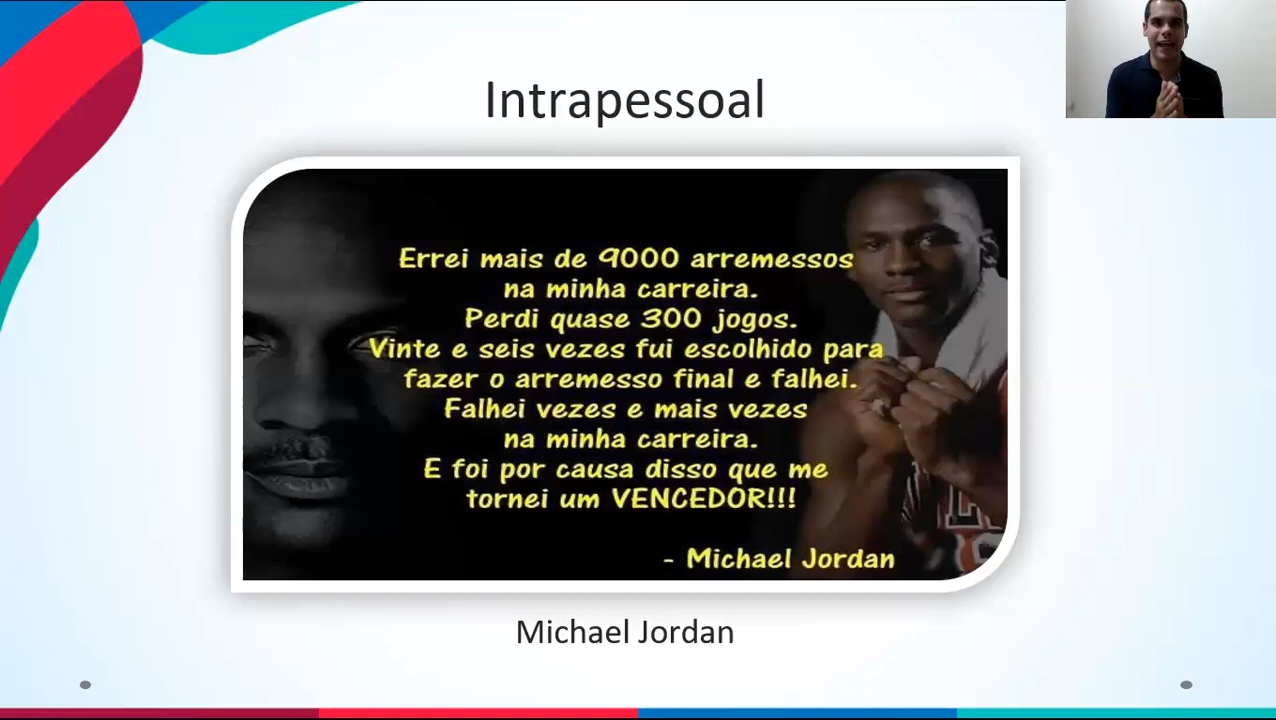 Intrapessoal
Errei mais de 9000 arremessos
na minha carreira.
Perdi quase 300 jogos.
Vinte e seis vezes fui escolhido para
fazer o arremesso final e falhei.
Falhei vezes e mais vezes
na minha carreira.
E foi por causa disso que me
tornei um VENCEDOR!!!
- Michael Jordan
Michael Jordan